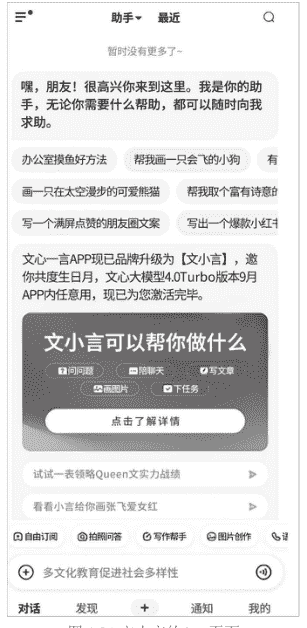 助手 最近
暂时没有更多了~
嘿，朋友！很高兴你来到这里。我是你的助
手，无论你需要什么帮助，都可以随时向我
求助。
办公室摸鱼好方法 帮我画一只会飞的小狗 有
画一只在太空漫步的可爱熊猫 帮我取个富有诗意的
写一个满屏点赞的朋友圈文案 写出一个爆款小红
文心一言APP现已品牌升级为【文小言】，邀
你共度生日月，文心大模型4.0Turbo版本9月
APP内任意用，现已为您激活完毕。
文小言可以帮你做什么
问问题 陪聊天 写文章
画图片 下任务
点击了解详情
试试一表领略Queen文实力战绩
看看小言给你画张飞爱女红
自由订阅 拍照问答 写作帮手 图片创作
多文化教育促进社会多样性
对话 发现 + 通知 我的